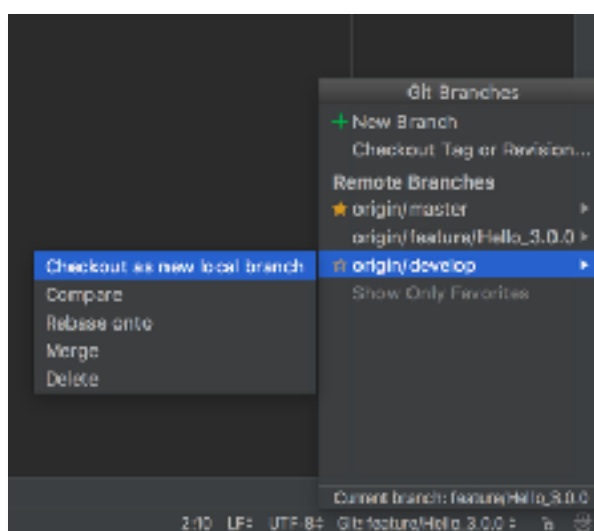 Git Branches
+ New Branch
Checkout Tag or Revision...
Remote Branches
origin/master
origin/feature/Hello_3.0.0
origin/develop
Show Only Favorites
Checkout as new local branch
Compare
Rebase onto
Merge
Delete
Current branch: feature/Hello_3.0.0
2:10 LF UTF-8 Git: feature/Hello_3.0.0